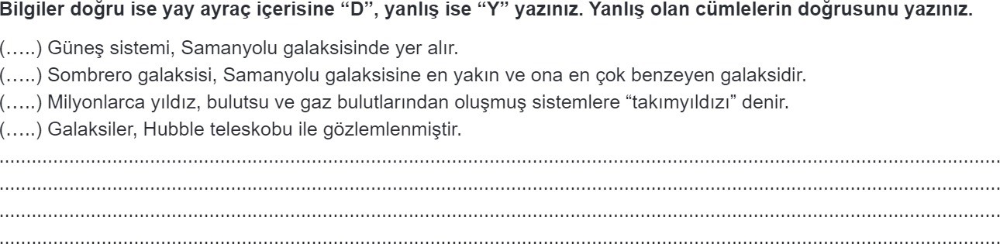 Bilgiler doğru ise yay ayraç içerisine “D”, yanlış ise “Y” yazınız. Yanlış olan cümlelerin doğrusunu yazınız.
(…..) Güneş sistemi, Samanyolu galaksisinde yer alır.
(…..) Sombrero galaksisi, Samanyolu galaksisine en yakın ve ona en çok benzeyen galaksidir.
(…..) Milyonlarca yıldız, bulutsu ve gaz bulutlarından oluşmuş sistemlere “takımyıldızı” denir.
(…..) Galaksiler, Hubble teleskobu ile gözlemlenmiştir.